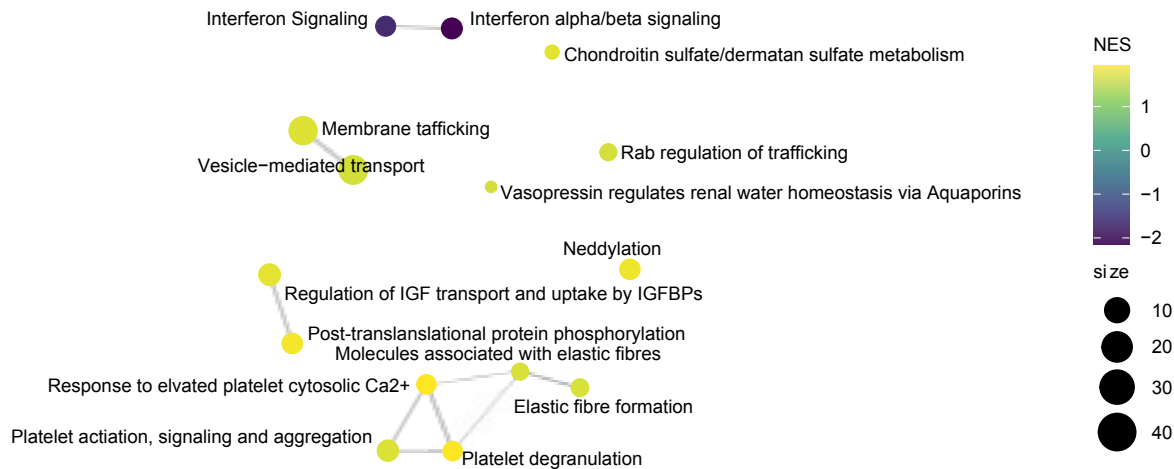 Interferon Signaling
Interferon alpha/beta signaling
Chondroitin sulfate/dermatan sulfate metabolism
Membrane tafficking
Vesicle−mediated transport
Rab regulation of trafficking
Vasopressin regulates renal water homeostasis via Aquaporins
Neddylation
Regulation of IGF transport and uptake by IGFBPs
Post-translanslational protein phosphorylation
Molecules associated with elastic fibres
Response to elvated platelet cytosolic Ca2+
Elastic fibre formation
Platelet actiation, signaling and aggregation
Platelet degranulation
NES
1
0
−1
−2
size
10
20
30
40